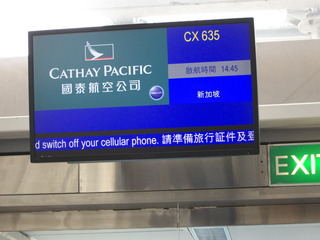 CX 635
CATHAY PACIFIC
國泰航空公司
啟航時間 14:45
新加坡
d switch off your cellular phone. 請準備旅行証件及登
EXIT